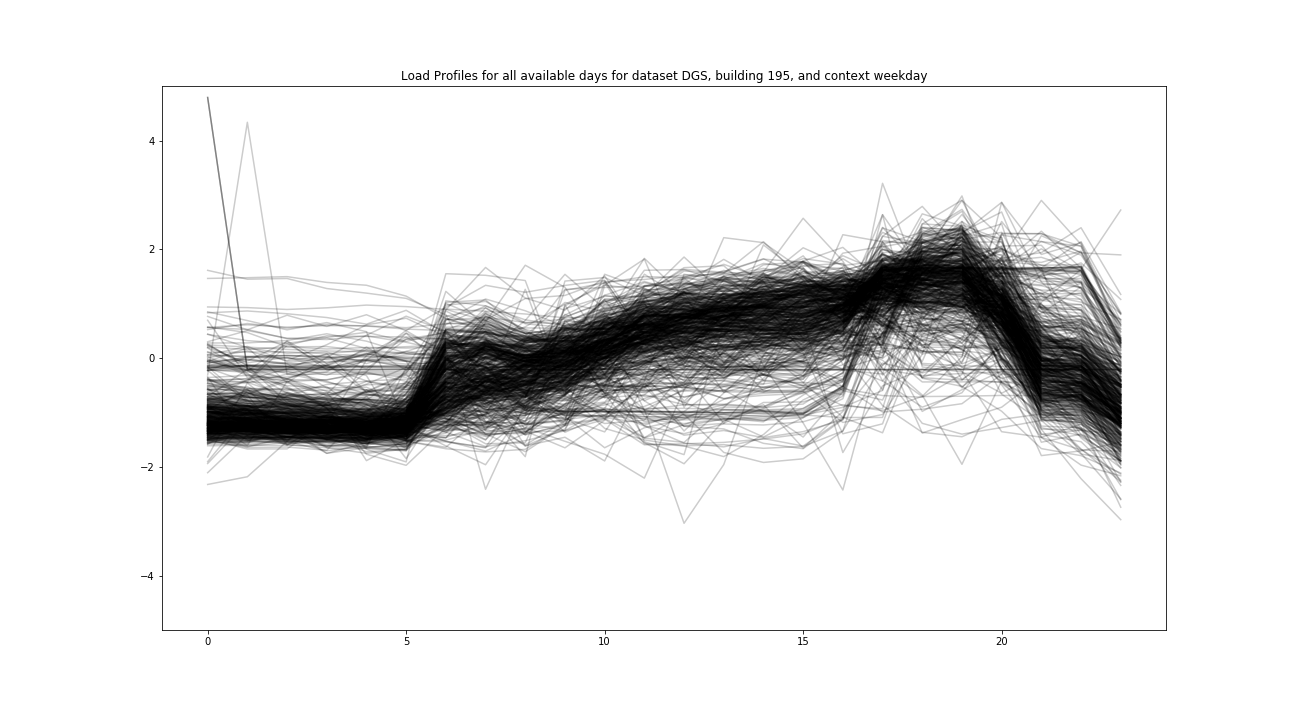 Load Profiles for all available days for dataset DGS, building 195, and context weekday
4
2
0
−2
−4
0 5 10 15 20